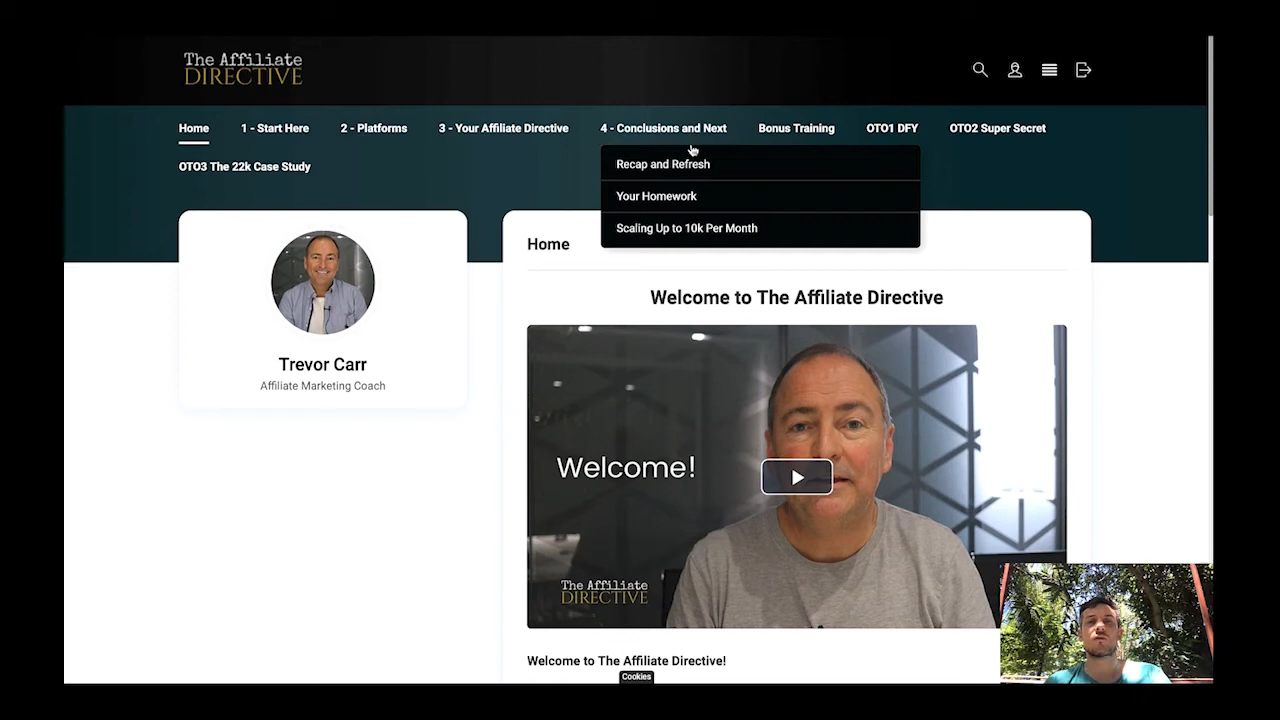 The Affiliate
DIRECTIVE
Home
1 - Start Here
2 - Platforms
3 - Your Affiliate Directive
4 - Conclusions and Next
Bonus Training
OTO1 DFY
OTO2 Super Secret
OTO3 The 22k Case Study
Recap and Refresh
Your Homework
Scaling Up to 10k Per Month
Trevor Carr
Affiliate Marketing Coach
Home
Welcome to The Affiliate Directive
Welcome!
The Affiliate
DIRECTIVE
Welcome to The Affiliate Directive!
Cookies